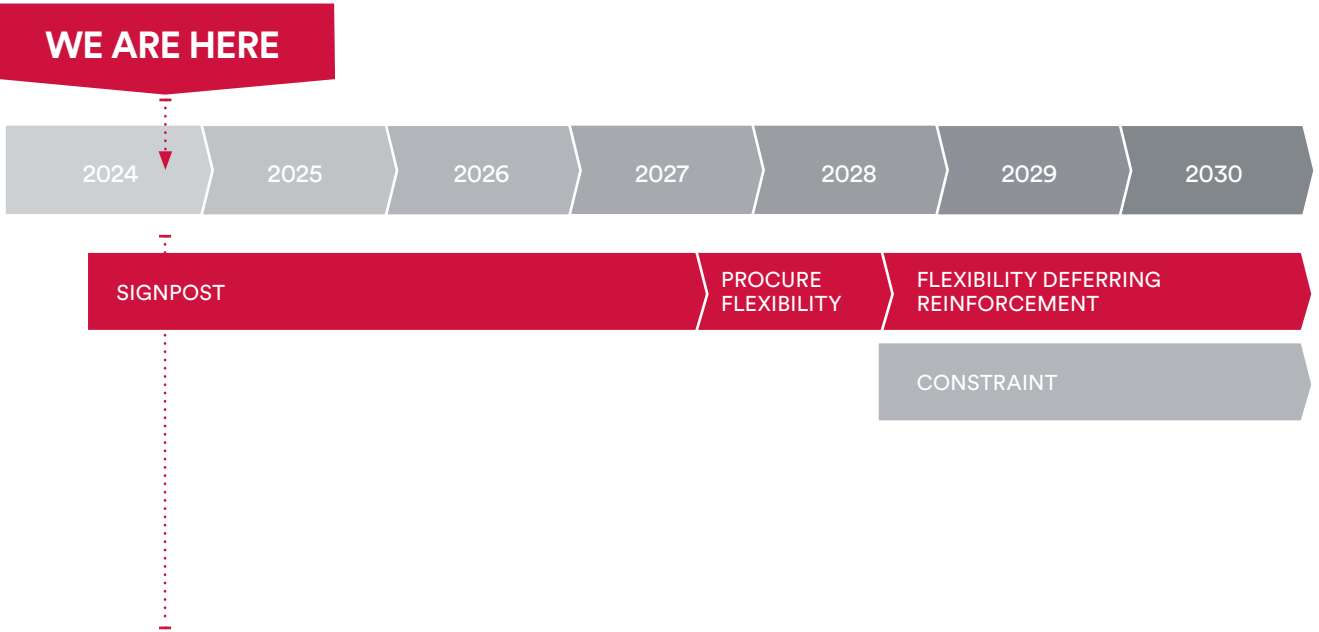 WE ARE HERE
2024
2025
2026
2027
2028
2029
2030
SIGNPOST
PROCURE
FLEXIBILITY
FLEXIBILITY DEFERRING
REINFORCEMENT
CONSTRAINT